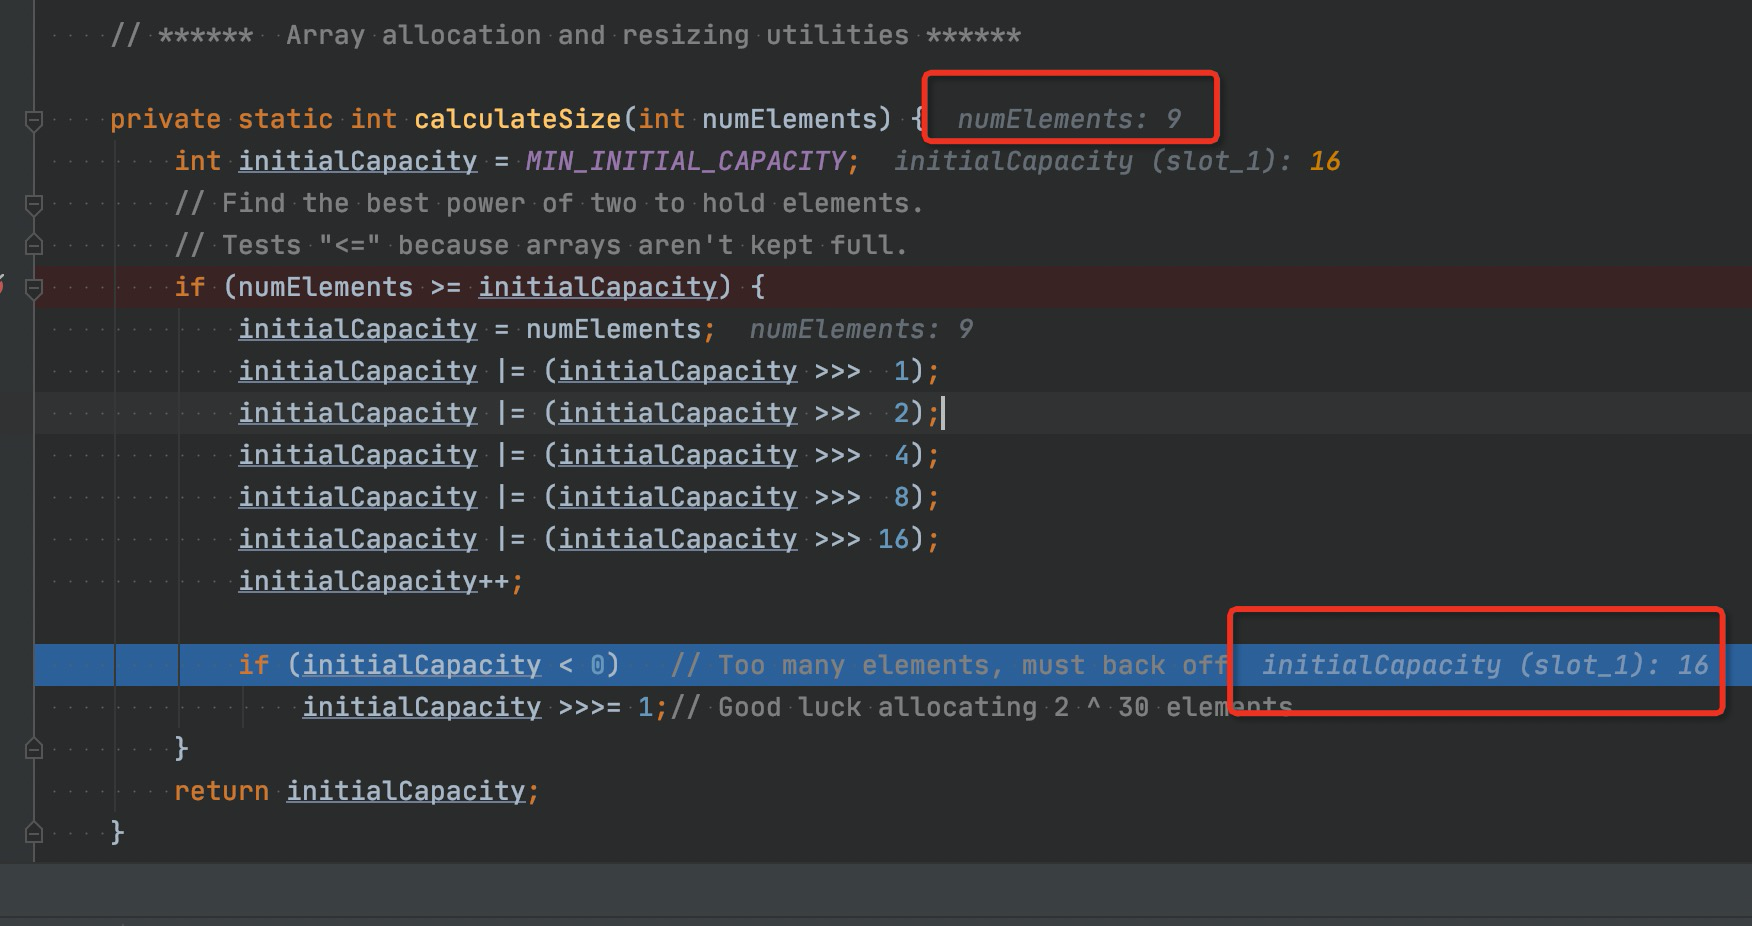 // ****** Array allocation and resizing utilities ******
private static int calculateSize(int numElements) { numElements: 9
int initialCapacity = MIN_INITIAL_CAPACITY; initialCapacity (slot_1): 16
// Find the best power of two to hold elements.
// Tests "<=" because arrays aren't kept full.
if (numElements >= initialCapacity) {
initialCapacity = numElements; numElements: 9
initialCapacity |= (initialCapacity >>> 1);
initialCapacity |= (initialCapacity >>> 2);
initialCapacity |= (initialCapacity >>> 4);
initialCapacity |= (initialCapacity >>> 8);
initialCapacity |= (initialCapacity >>> 16);
initialCapacity++;
if (initialCapacity < 0) // Too many elements, must back off initialCapacity (slot_1): 16
initialCapacity >>>= 1;// Good luck allocating 2 ^ 30 elements
}
return initialCapacity;
}